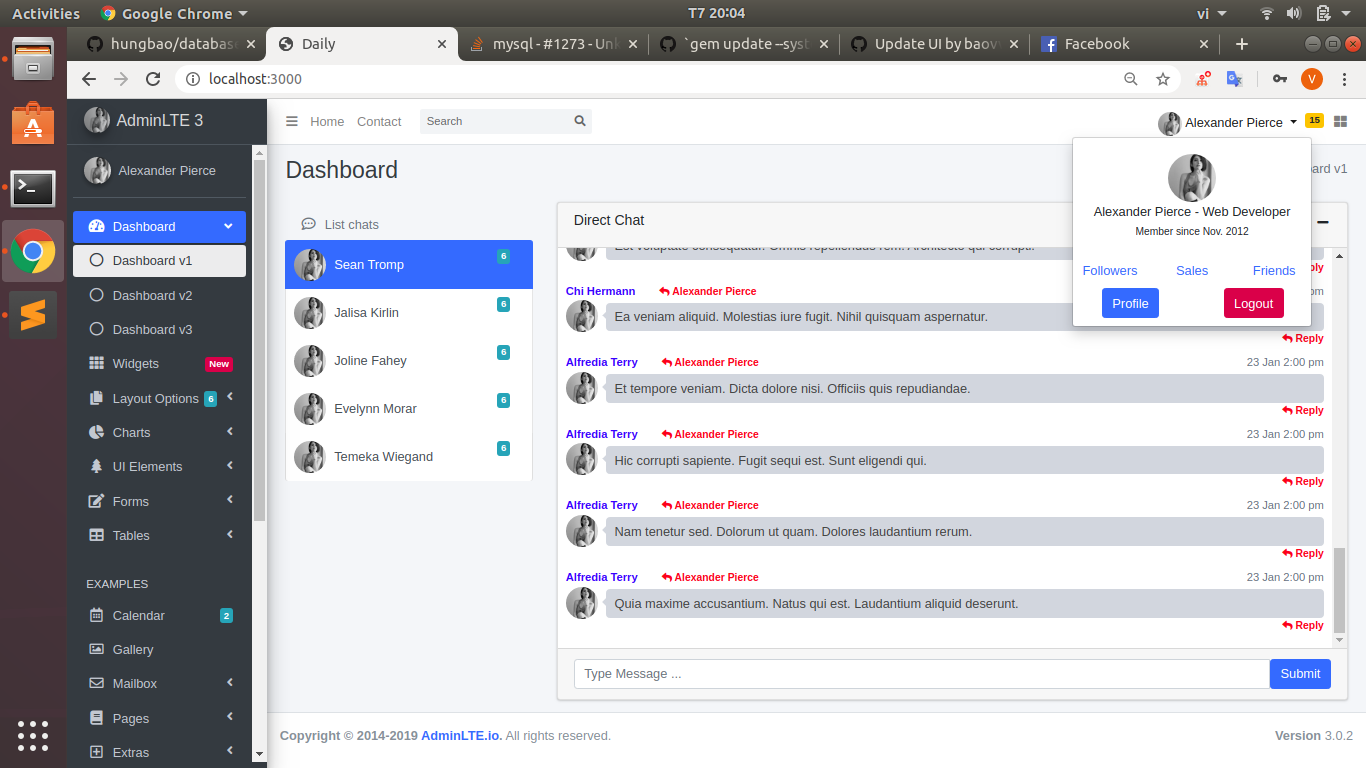 Activities Google Chrome T7 20:04 vi
hungbao/databas Daily mysql - #1273 - Unk `gem update --syst Update UI by baov Facebook
localhost:3000 V
AdminLTE 3 Home Contact Search Alexander Pierce 15
Alexander Pierce
Dashboard
Dashboard v1
Dashboard v2
Dashboard v3
Widgets New
Layout Options 6
Charts
UI Elements
Forms
Tables
EXAMPLES
Calendar 2
Gallery
Mailbox
Pages
Extras
Dashboard
ard v1
Alexander Pierce - Web Developer
Member since Nov. 2012
Followers Sales Friends
Profile Logout
List chats
Sean Tromp 6
Jalisa Kirlin 6
Joline Fahey 6
Evelynn Morar 6
Temeka Wiegand 6
Direct Chat
Est voluptate consequatur. Omnis repellendus rem. Architecto qui corrupti.
ply
Chi Hermann Alexander Pierce pm
Ea veniam aliquid. Molestias iure fugit. Nihil quisquam aspernatur.
Reply
Alfredia Terry Alexander Pierce 23 Jan 2:00 pm
Et tempore veniam. Dicta dolore nisi. Officiis quis repudiandae.
Reply
Alfredia Terry Alexander Pierce 23 Jan 2:00 pm
Hic corrupti sapiente. Fugit sequi est. Sunt eligendi qui.
Reply
Alfredia Terry Alexander Pierce 23 Jan 2:00 pm
Nam tenetur sed. Dolorum ut quam. Dolores laudantium rerum.
Reply
Alfredia Terry Alexander Pierce 23 Jan 2:00 pm
Quia maxime accusantium. Natus qui est. Laudantium aliquid deserunt.
Reply
Type Message ... Submit
Copyright © 2014-2019 AdminLTE.io. All rights reserved. Version 3.0.2